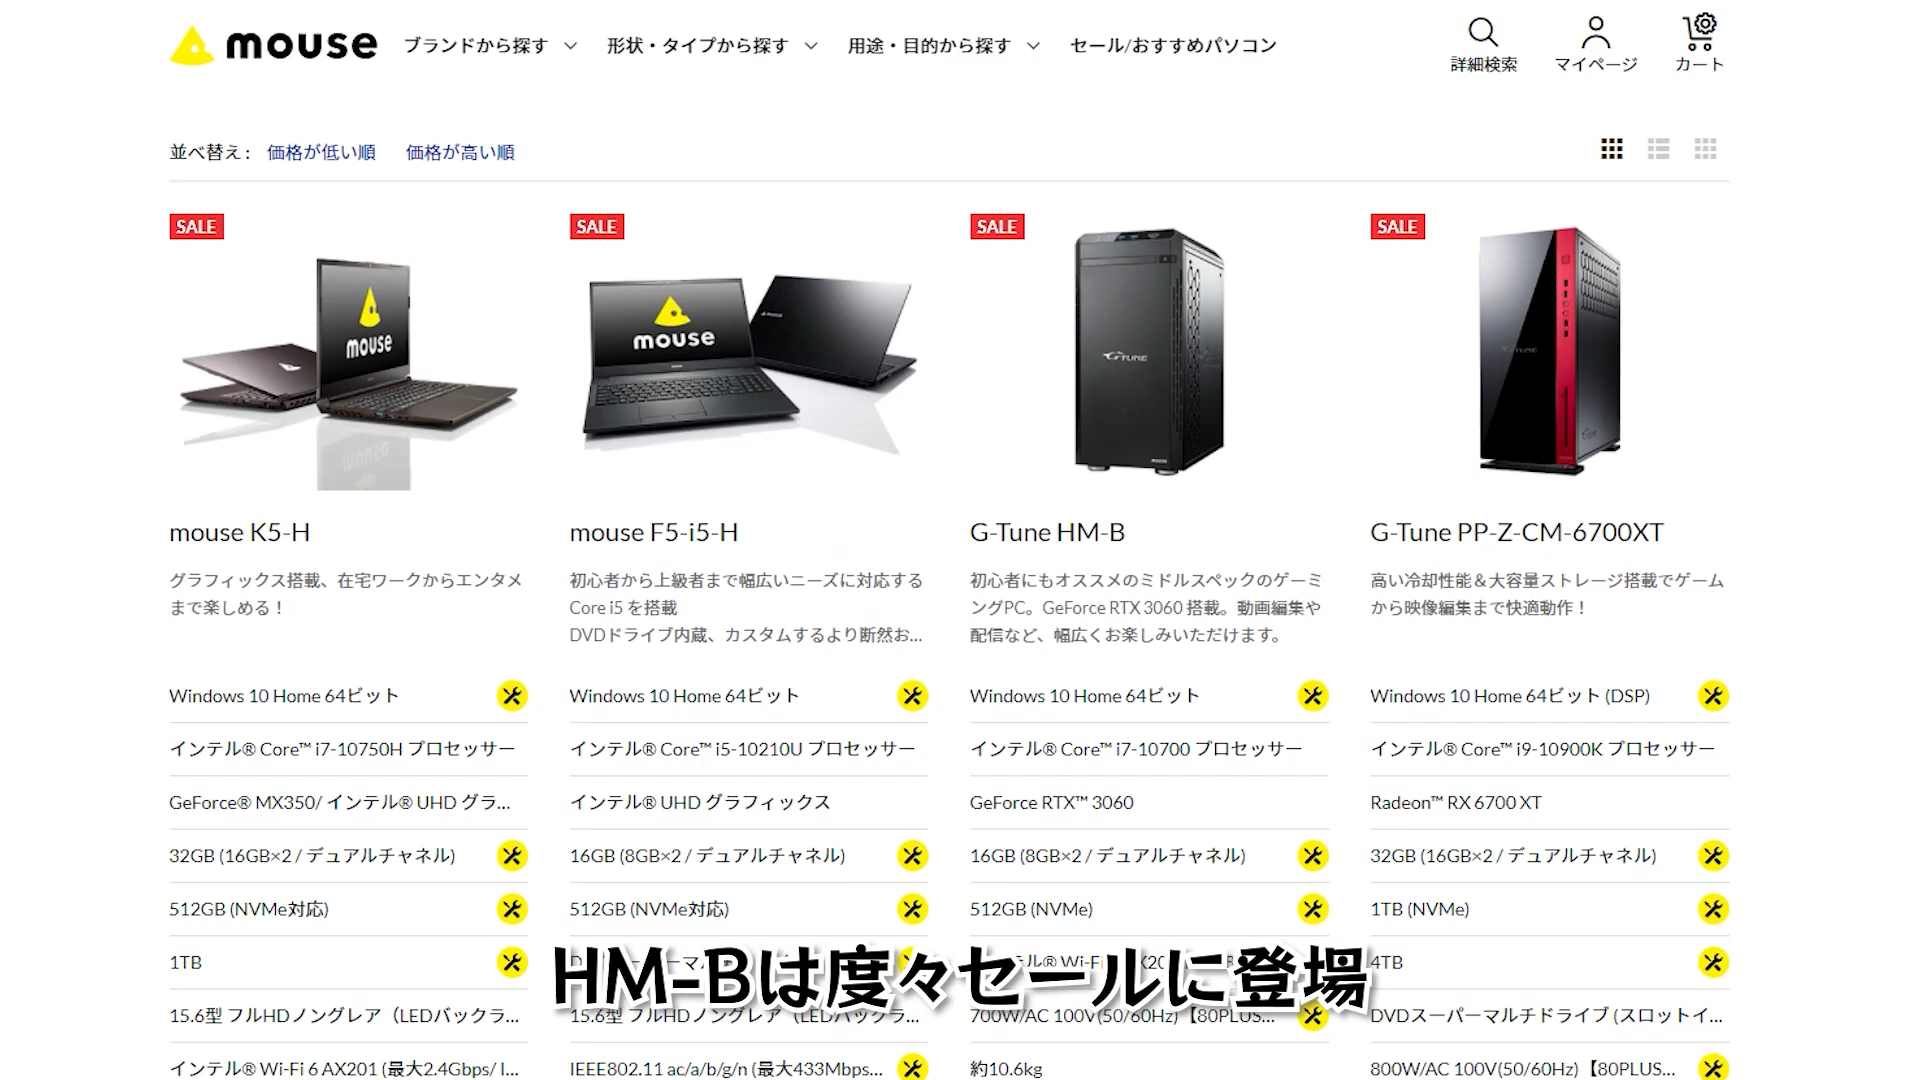 mouse ブランドから探す 形状・タイプから探す 用途・目的から探す セール/おすすめパソコン 詳細検索 マイページ カート
並べ替え : 価格が低い順 価格が高い順
SALE SALE SALE SALE
mouse mouse G-TUNE
mouse K5-H
グラフィックス搭載、在宅ワークからエンタメ
まで楽しめる！
Windows 10 Home 64ビット
インテル® Core™ i7-10750H プロセッサー
GeForce® MX350/ インテル® UHD グラ...
32GB (16GB×2 / デュアルチャネル)
512GB (NVMe対応)
1TB
15.6型 フルHDノングレア（LEDバックラ...
インテル® Wi-Fi 6 AX201 (最大2.4Gbps/ I...
mouse F5-i5-H
初心者から上級者まで幅広いニーズに対応する
Core i5 を搭載
DVDドライブ内蔵、カスタムするより断然お...
Windows 10 Home 64ビット
インテル® Core™ i5-10210U プロセッサー
インテル® UHD グラフィックス
16GB (8GB×2 / デュアルチャネル)
512GB (NVMe対応)
15.6型 フルHDノングレア（LEDバックラ...
IEEE802.11 ac/a/b/g/n (最大433Mbps...
G-Tune HM-B
初心者にもオススメのミドルスペックのゲーミ
ングPC。GeForce RTX 3060 搭載。動画編集や
配信など、幅広くお楽しみいただけます。
Windows 10 Home 64ビット
インテル® Core™ i7-10700 プロセッサー
GeForce RTX™ 3060
16GB (8GB×2 / デュアルチャネル)
512GB (NVMe)
700W/AC 100V(50/60Hz)【80PLUS...
約10.6kg
G-Tune PP-Z-CM-6700XT
高い冷却性能＆大容量ストレージ搭載でゲーム
から映像編集まで快適動作！
Windows 10 Home 64ビット (DSP)
インテル® Core™ i9-10900K プロセッサー
Radeon™ RX 6700 XT
32GB (16GB×2 / デュアルチャネル)
1TB (NVMe)
4TB
DVDスーパーマルチドライブ (スロットイ...
800W/AC 100V(50/60Hz)【80PLUS...
HM-Bは度々セールに登場